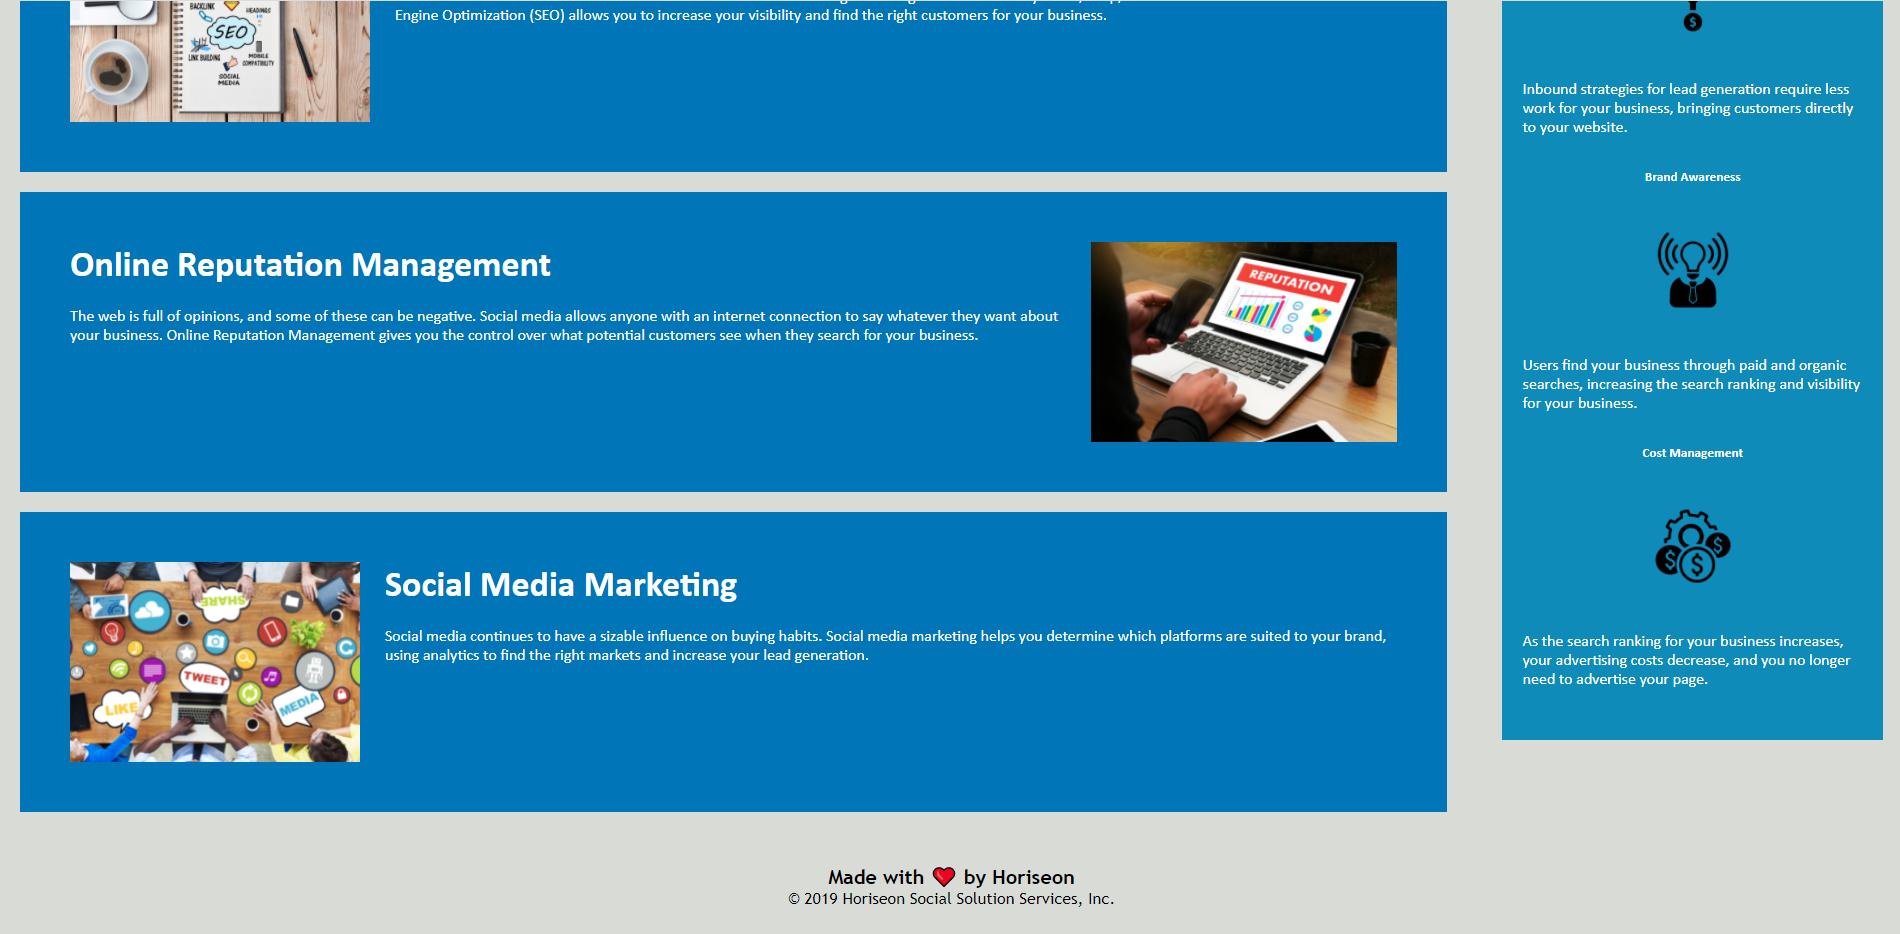 BACKLINK
HEADINGS
SEO
LINK BUILDING
MOBILE
COMPATIBILITY
SOCIAL
MEDIA
Engine Optimization (SEO) allows you to increase your visibility and find the right customers for your business.
Online Reputation Management
The web is full of opinions, and some of these can be negative. Social media allows anyone with an internet connection to say whatever they want about
your business. Online Reputation Management gives you the control over what potential customers see when they search for your business.
REPUTATION
SHARE
TWEET
LIKE
MEDIA
Social Media Marketing
Social media continues to have a sizable influence on buying habits. Social media marketing helps you determine which platforms are suited to your brand,
using analytics to find the right markets and increase your lead generation.
$
Inbound strategies for lead generation require less
work for your business, bringing customers directly
to your website.
Brand Awareness
Users find your business through paid and organic
searches, increasing the search ranking and visibility
for your business.
Cost Management
$ $ $
As the search ranking for your business increases,
your advertising costs decrease, and you no longer
need to advertise your page.
Made with ❤ by Horiseon
© 2019 Horiseon Social Solution Services, Inc.